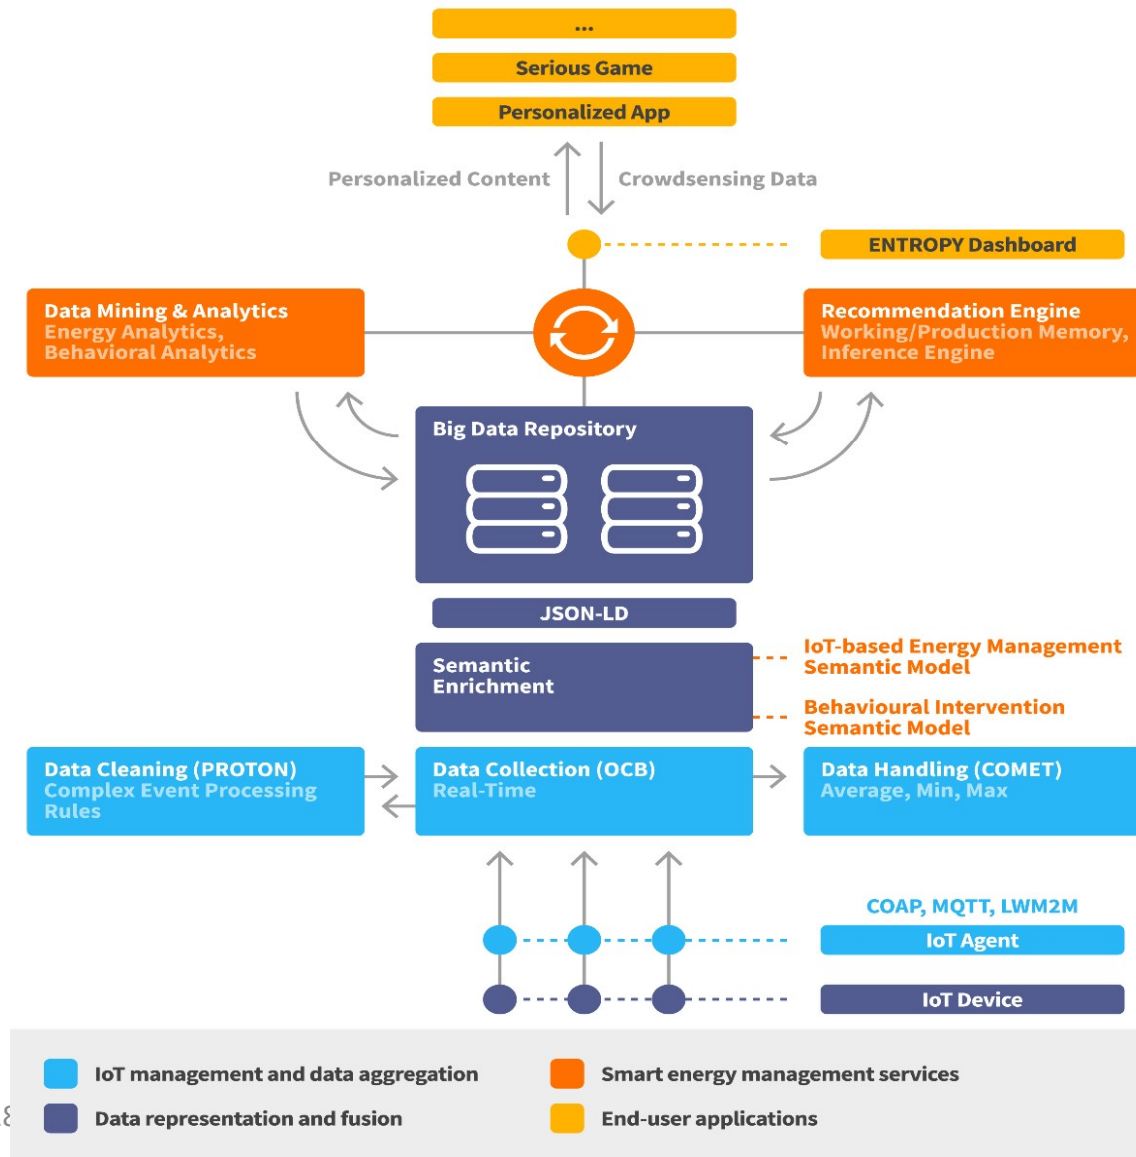 ...
Serious Game
Personalized App
Personalized Content
Crowdsensing Data
ENTROPY Dashboard
Data Mining & Analytics
Energy Analytics,
Behavioral Analytics
Recommendation Engine
Working/Production Memory,
Inference Engine
Big Data Repository
JSON-LD
Semantic
Enrichment
IoT-based Energy Management
Semantic Model
Behavioural Intervention
Semantic Model
Data Cleaning (PROTON)
Complex Event Processing
Rules
Data Collection (OCB)
Real-Time
Data Handling (COMET)
Average, Min, Max
COAP, MQTT, LWM2M
IoT Agent
IoT Device
IoT management and data aggregation
Smart energy management services
Data representation and fusion
End-user applications